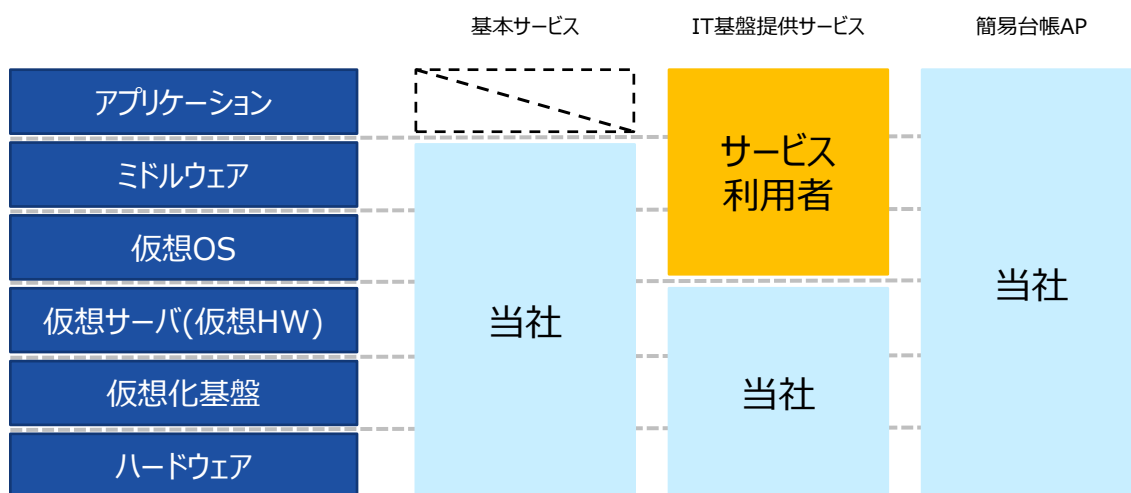 基本サービス
IT基盤提供サービス
簡易台帳AP
アプリケーション
ミドルウェア
仮想OS
仮想サーバ(仮想HW)
仮想化基盤
ハードウェア
当社
サービス
利用者
当社
当社